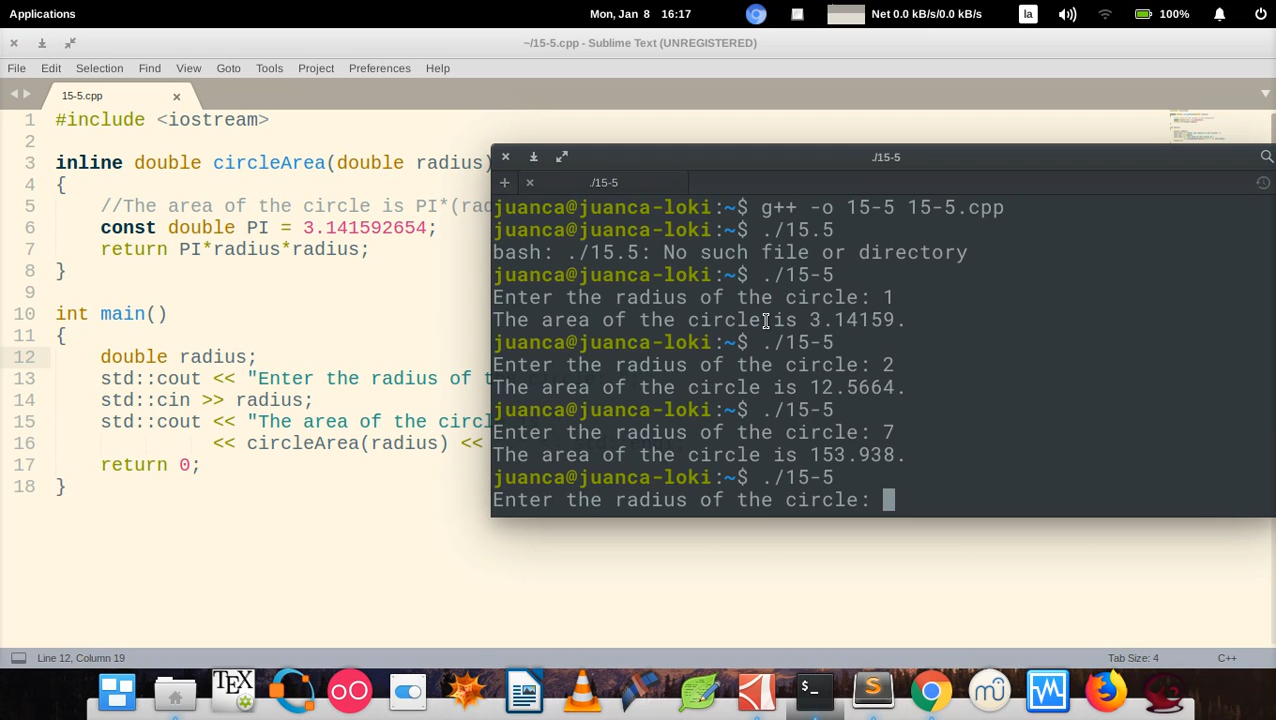 Applications
Mon, Jan 8 16:17
Net 0.0 kB/s/0.0 kB/s
la
100%
~/15-5.cpp - Sublime Text (UNREGISTERED)
File Edit Selection Find View Goto Tools Project Preferences Help
15-5.cpp
1 #include <iostream>
2
3 inline double circleArea(double radius)
4 {
5 //The area of the circle is PI*(rad
6 const double PI = 3.141592654;
7 return PI*radius*radius;
8 }
9
10 int main()
11 {
12 double radius;
13 std::cout << "Enter the radius of t
14 std::cin >> radius;
15 std::cout << "The area of the circl
16 << circleArea(radius) <<
17 return 0;
18 }
./15-5
./15-5
juanca@juanca-loki:~$ g++ -o 15-5 15-5.cpp
juanca@juanca-loki:~$ ./15.5
bash: ./15.5: No such file or directory
juanca@juanca-loki:~$ ./15-5
Enter the radius of the circle: 1
The area of the circle is 3.14159.
juanca@juanca-loki:~$ ./15-5
Enter the radius of the circle: 2
The area of the circle is 12.5664.
juanca@juanca-loki:~$ ./15-5
Enter the radius of the circle: 7
The area of the circle is 153.938.
juanca@juanca-loki:~$ ./15-5
Enter the radius of the circle:
Line 12, Column 19
Tab Size: 4
C++
TEX